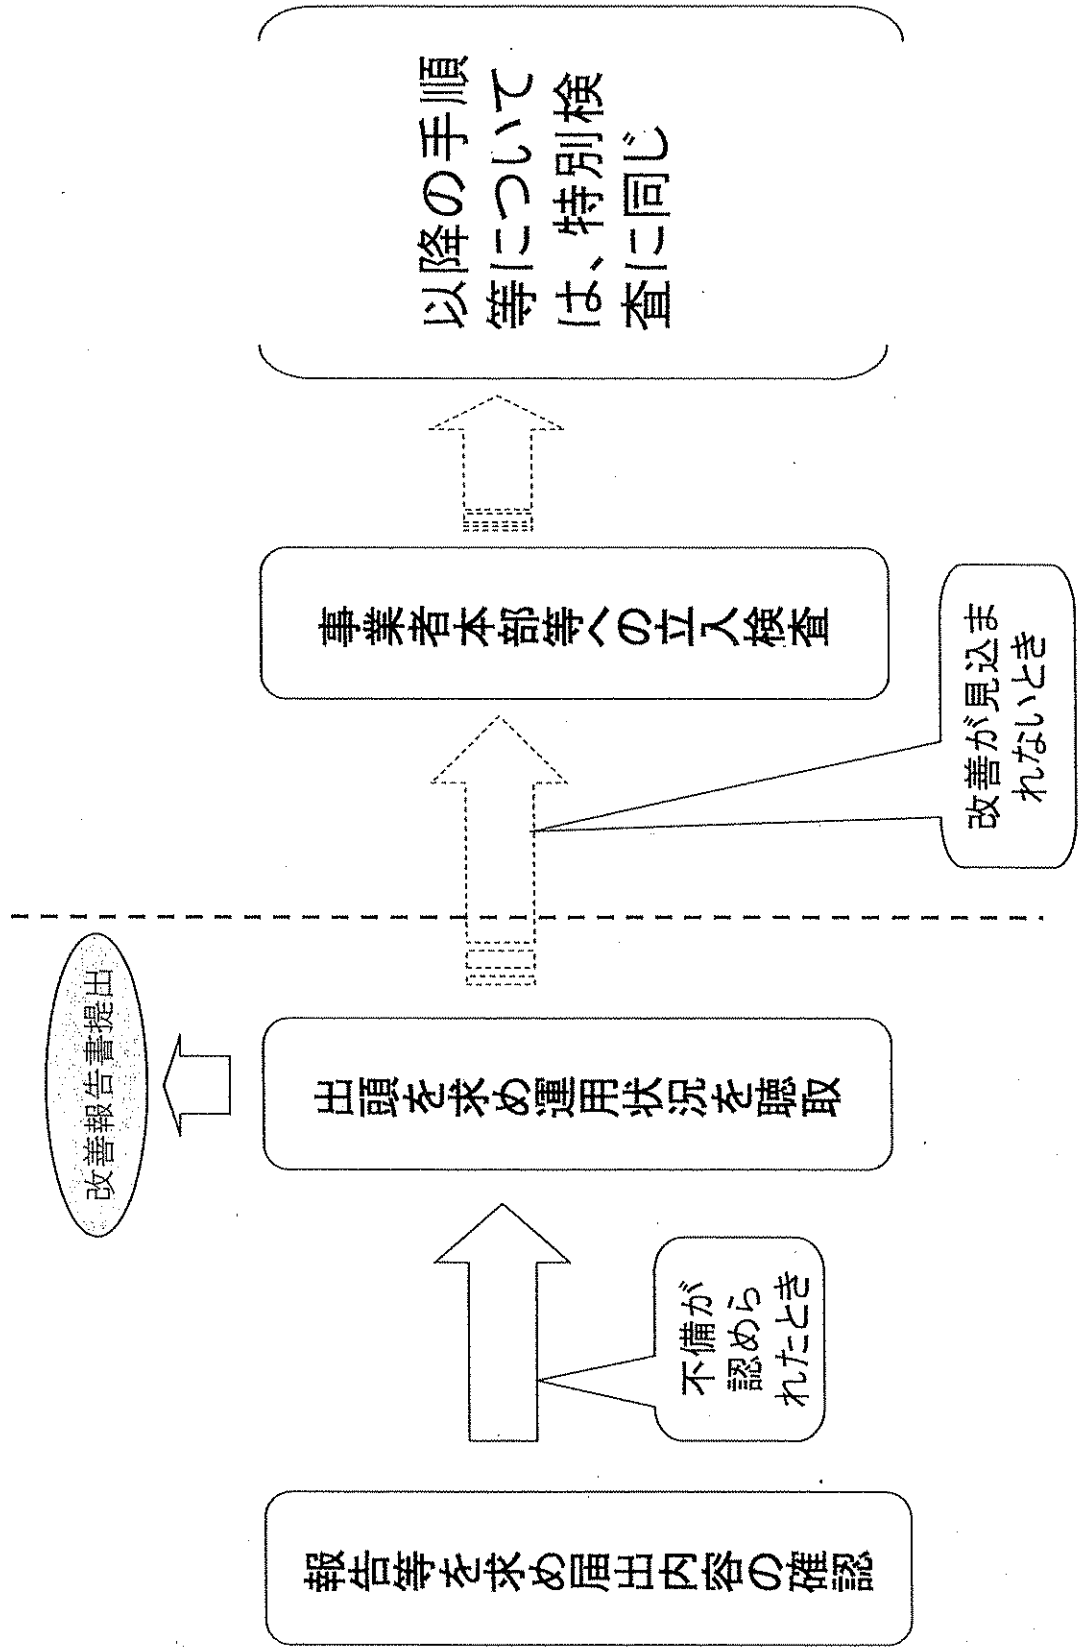 報告等を求め届出内容の確認
不備が
認めら
れたとき
出頭を求め運用状況を聴取
改善報告書提出
改善が見込ま
れないとき
事業者本部等への立入検査
以降の手順
等について
は、特別検
査に同じ